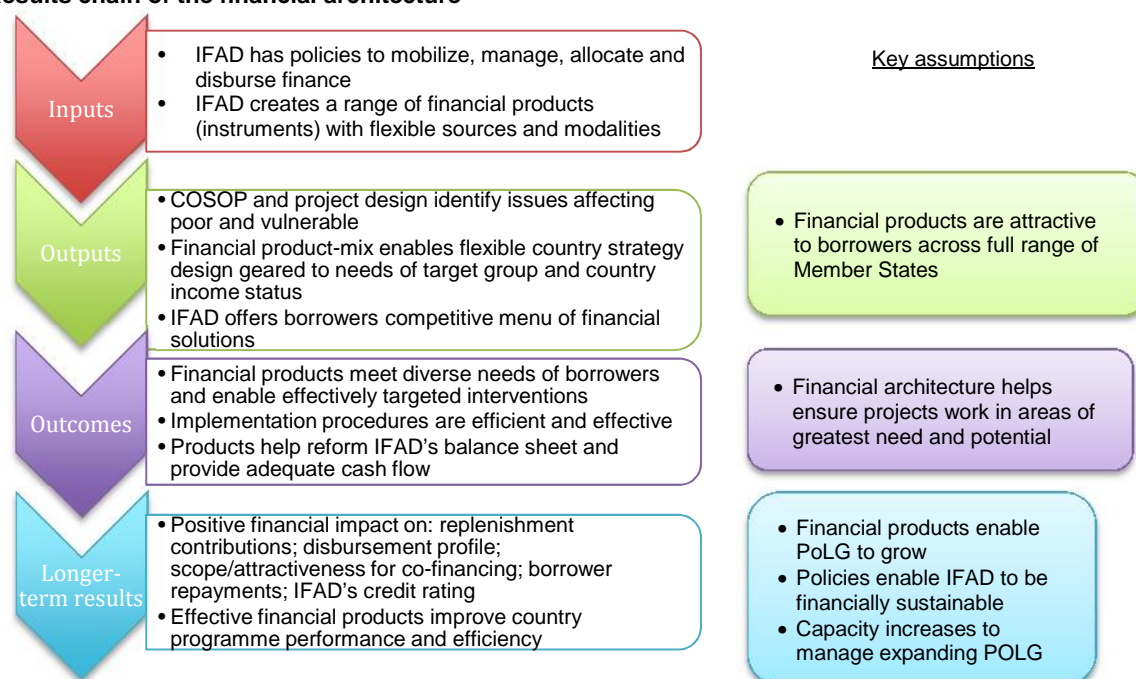 Results chain of the financial architecture
Inputs
• IFAD has policies to mobilize, manage, allocate and
disburse finance
• IFAD creates a range of financial products
(instruments) with flexible sources and modalities
Key assumptions
Outputs
• COSOP and project design identify issues affecting
poor and vulnerable
• Financial product-mix enables flexible country strategy
design geared to needs of target group and country
income status
• IFAD offers borrowers competitive menu of financial
solutions
• Financial products are attractive
to borrowers across full range of
Member States
Outcomes
• Financial products meet diverse needs of borrowers
and enable effectively targeted interventions
• Implementation procedures are efficient and effective
• Products help reform IFAD's balance sheet and
provide adequate cash flow
• Financial architecture helps
ensure projects work in areas of
greatest need and potential
Longer-
term results
• Positive financial impact on: replenishment
contributions; disbursement profile;
scope/attractiveness for co-financing; borrower
repayments; IFAD's credit rating
• Effective financial products improve country
programme performance and efficiency
• Financial products enable
PoLG to grow
• Policies enable IFAD to be
financially sustainable
• Capacity increases to
manage expanding POLG